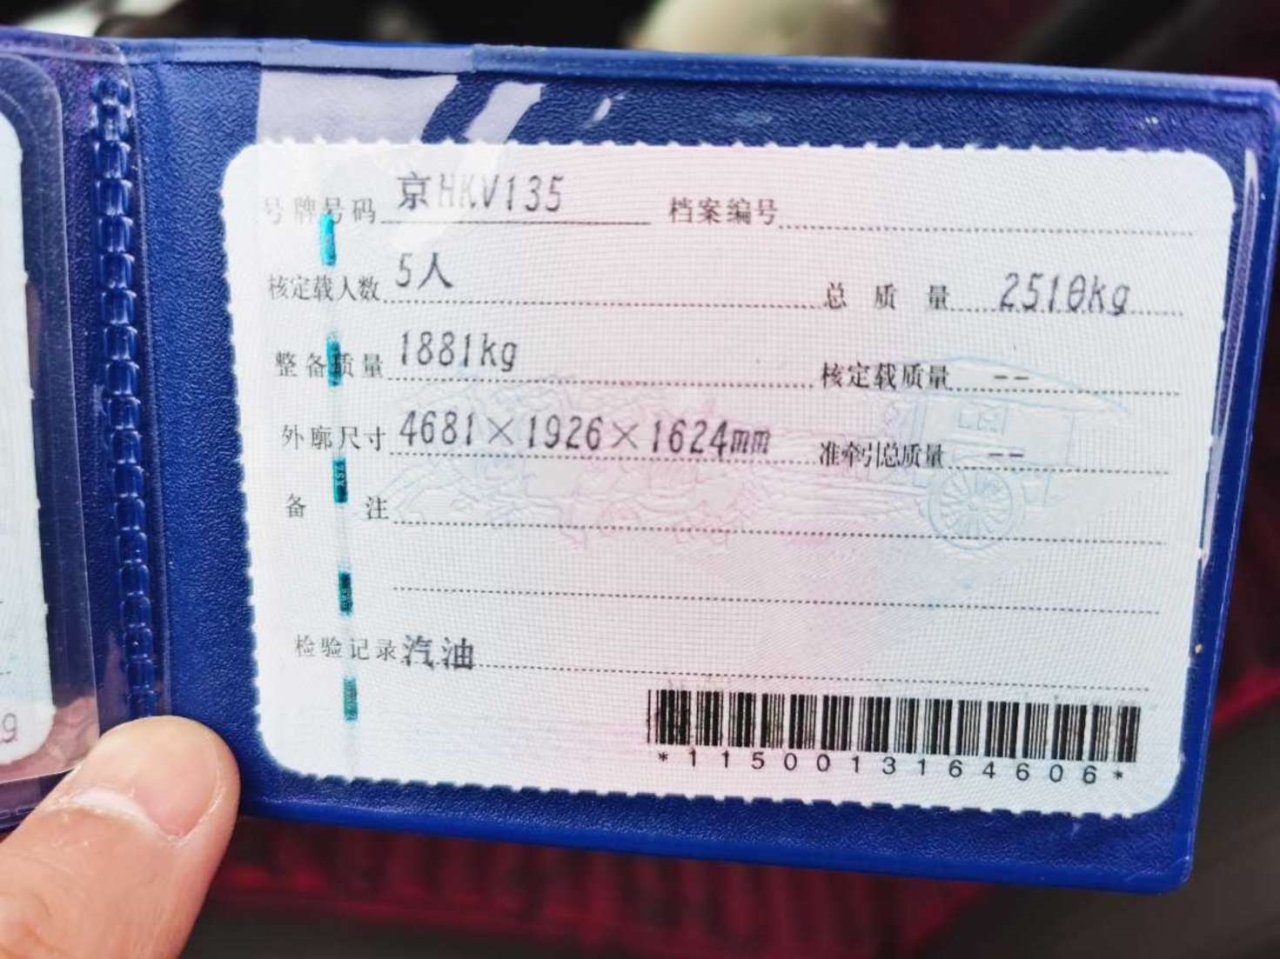 号牌号码 京HKV135 档案编号
核定载人数 5人 总质量 2510kg
整备质量 1881kg 核定载质量 --
外廓尺寸 4681×1926×1624mm 准牵引总质量 --
备注
检验记录 汽油
*1150013164606*
9